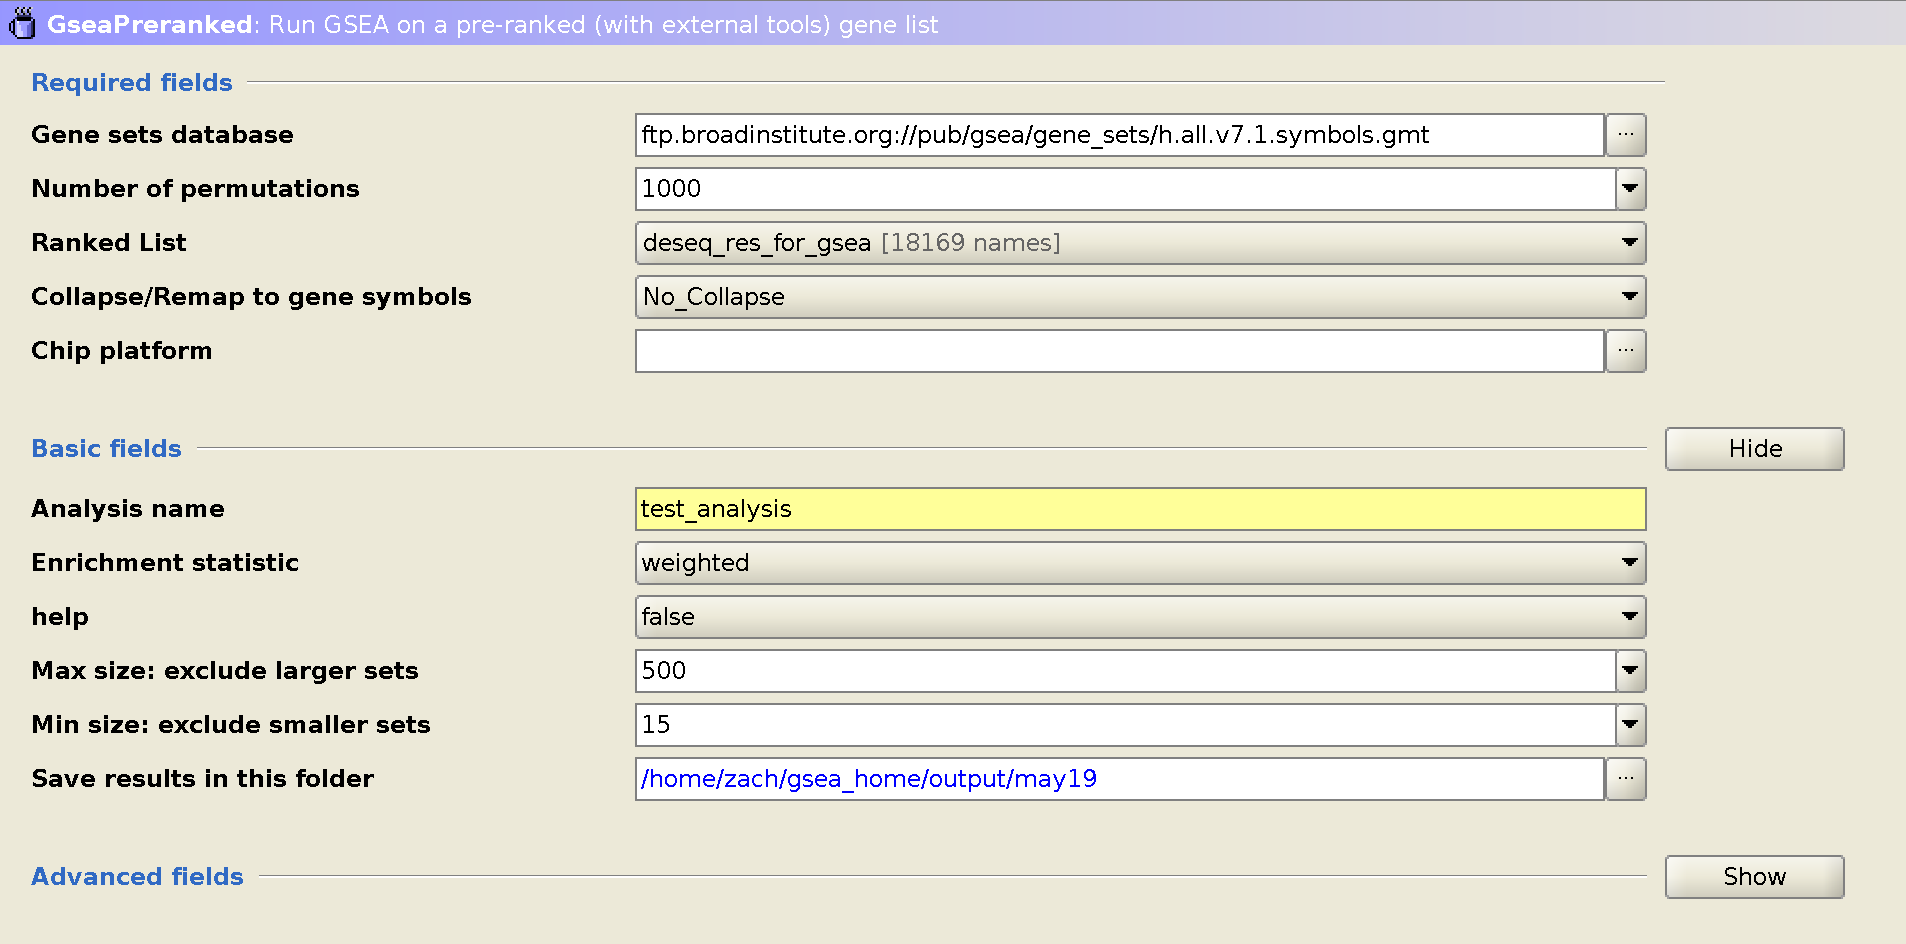 GseaPreranked: Run GSEA on a pre-ranked (with external tools) gene list
Required fields
Gene sets database ftp.broadinstitute.org://pub/gsea/gene_sets/h.all.v7.1.symbols.gmt ...
Number of permutations 1000
Ranked List deseq_res_for_gsea [18169 names]
Collapse/Remap to gene symbols No_Collapse
Chip platform ...
Basic fields Hide
Analysis name test_analysis
Enrichment statistic weighted
help false
Max size: exclude larger sets 500
Min size: exclude smaller sets 15
Save results in this folder /home/zach/gsea_home/output/may19 ...
Advanced fields Show